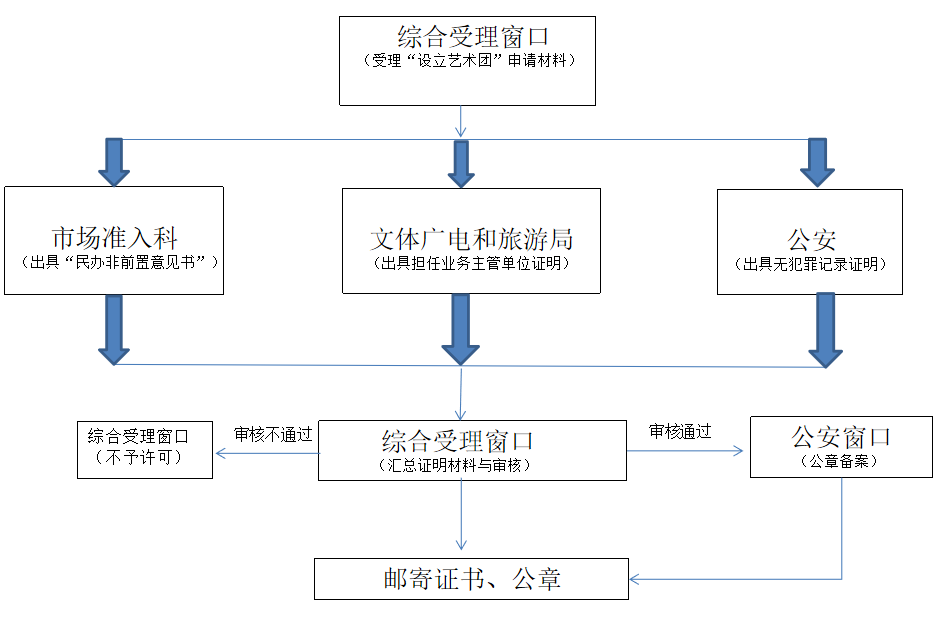 综合受理窗口
（受理“设立艺术团”申请材料）
市场准入科
（出具“民办非前置意见书”）
文体广电和旅游局
（出具担任业务主管单位证明）
公安
（出具无犯罪记录证明）
综合受理窗口
（不予许可）
审核不通过
综合受理窗口
（汇总证明材料与审核）
审核通过
公安窗口
（公章备案）
邮寄证书、公章